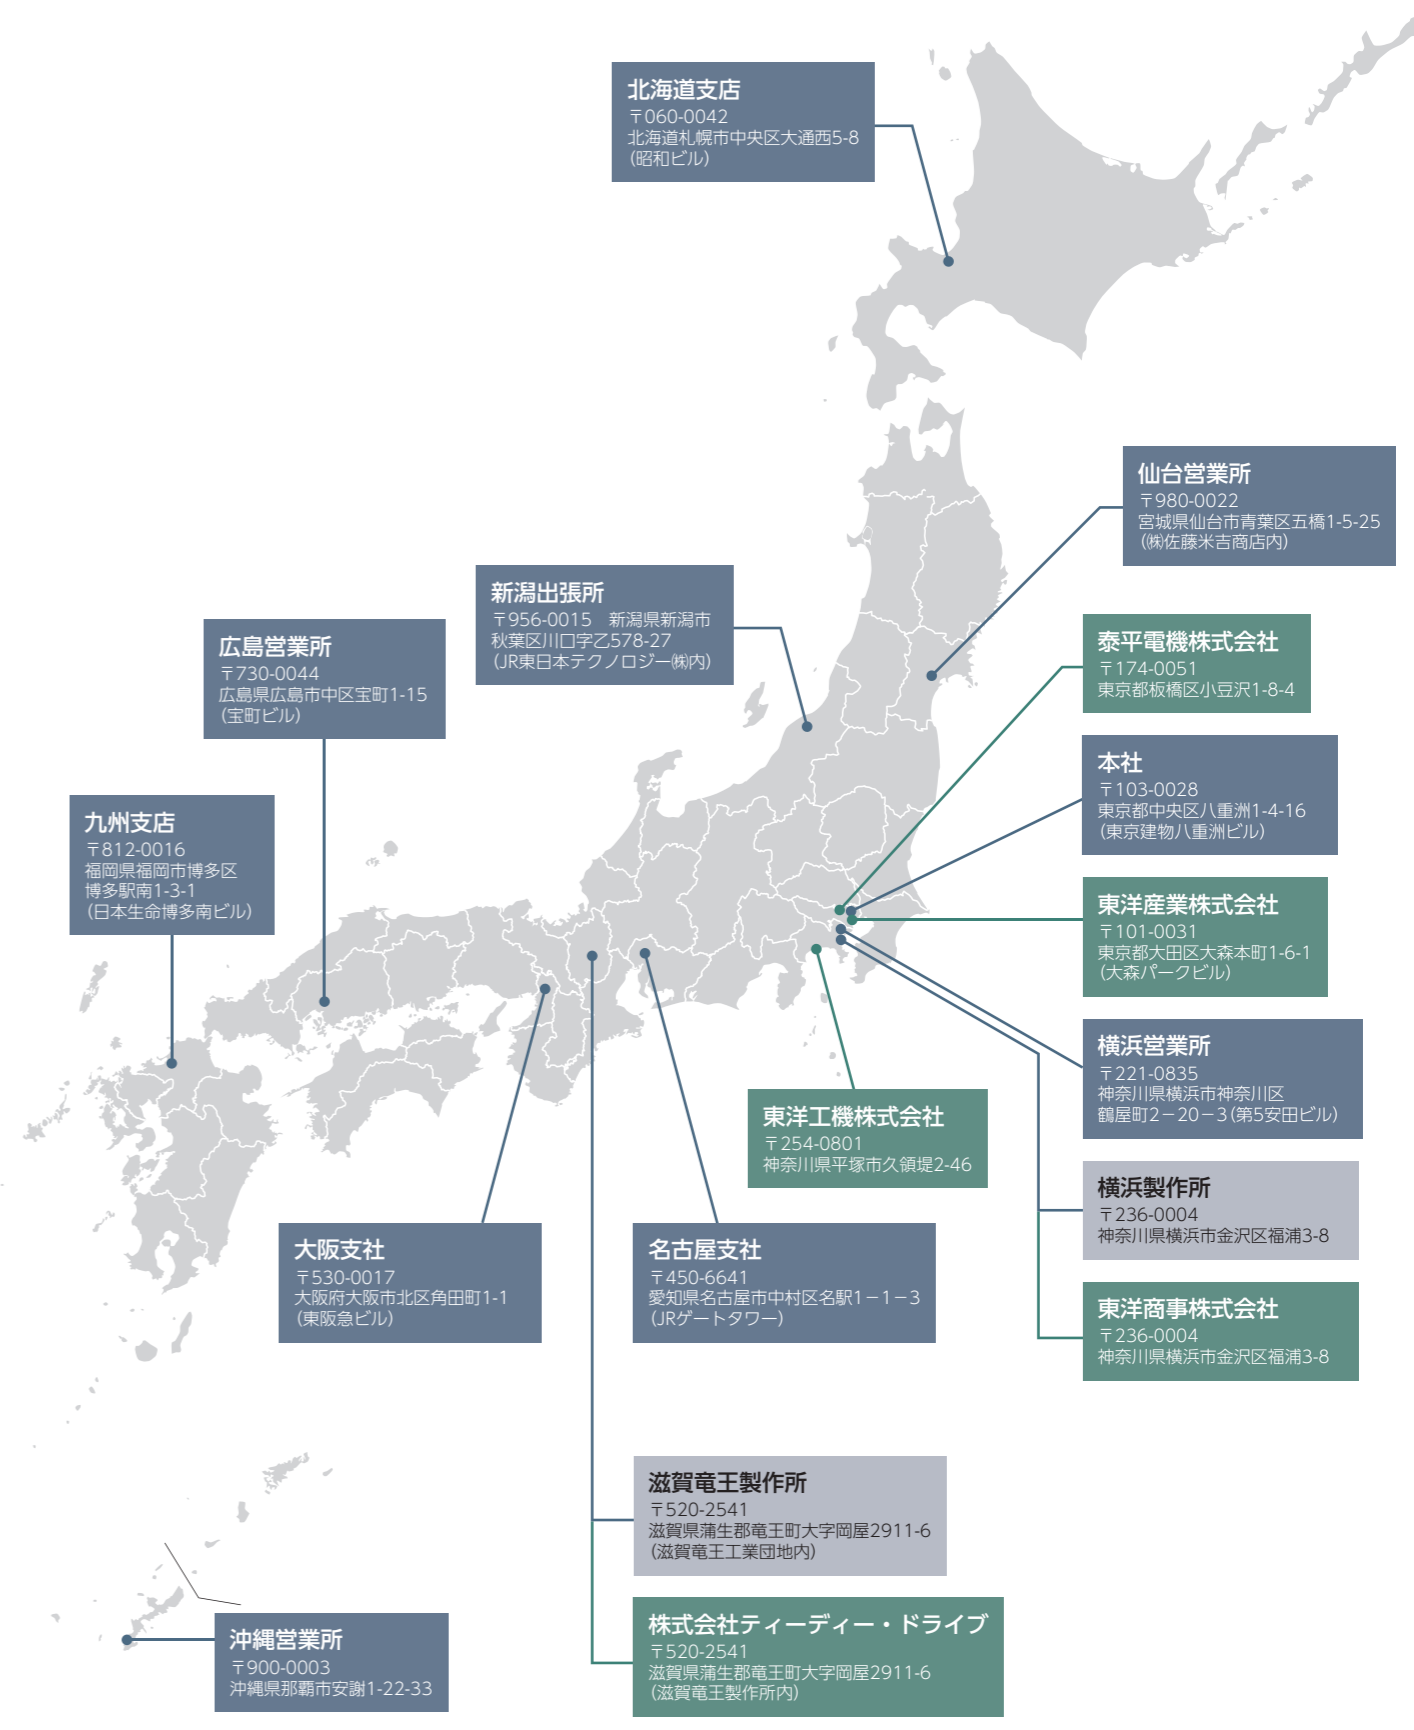 北海道支店
〒060-0042
北海道札幌市中央区大通西5-8
（昭和ビル）
仙台営業所
〒980-0022
宮城県仙台市青葉区五橋1-5-25
（㈱佐藤米吉商店内）
新潟出張所
〒956-0015　新潟県新潟市
秋葉区川口字乙578-27
（JR東日本テクノロジー㈱内）
広島営業所
〒730-0044
広島県広島市中区宝町1-15
（宝町ビル）
泰平電機株式会社
〒174-0051
東京都板橋区小豆沢1-8-4
本社
〒103-0028
東京都中央区八重洲1-4-16
（東京建物八重洲ビル）
九州支店
〒812-0016
福岡県福岡市博多区
博多駅南1-3-1
（日本生命博多南ビル）
東洋産業株式会社
〒101-0031
東京都大田区大森本町1-6-1
（大森パークビル）
横浜営業所
〒221-0835
神奈川県横浜市神奈川区
鶴屋町2－20－3（第5安田ビル）
東洋工機株式会社
〒254-0801
神奈川県平塚市久領堤2-46
横浜製作所
〒236-0004
神奈川県横浜市金沢区福浦3-8
大阪支社
〒530-0017
大阪府大阪市北区角田町1-1
（東阪急ビル）
名古屋支社
〒450-6641
愛知県名古屋市中村区名駅1－1－3
（JRゲートタワー）
東洋商事株式会社
〒236-0004
神奈川県横浜市金沢区福浦3-8
滋賀竜王製作所
〒520-2541
滋賀県蒲生郡竜王町大字岡屋2911-6
（滋賀竜王工業団地内）
株式会社ティーディー・ドライブ
〒520-2541
滋賀県蒲生郡竜王町大字岡屋2911-6
（滋賀竜王製作所内）
沖縄営業所
〒900-0003
沖縄県那覇市安謝1-22-33